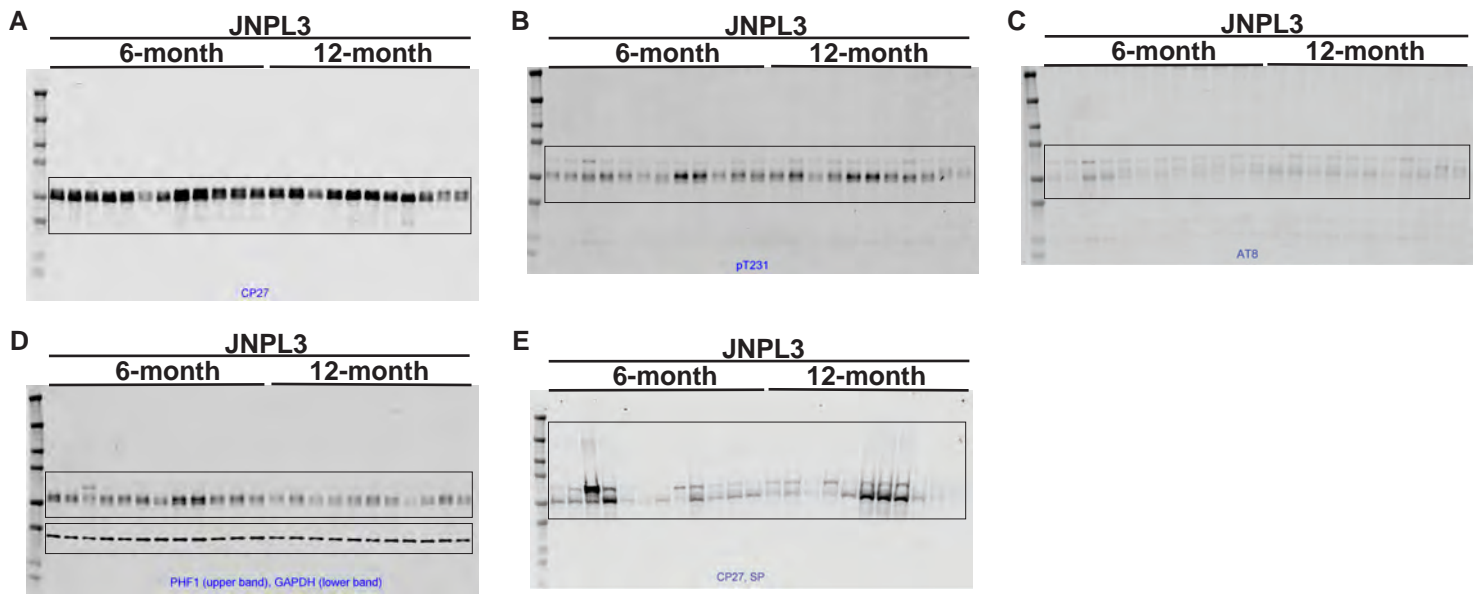 A
JNPL3
6-month 12-month
CP27
B
JNPL3
6-month 12-month
pT231
C
JNPL3
6-month 12-month
AT8
D
JNPL3
6-month 12-month
PHF1 (upper band), GAPDH (lower band)
E
JNPL3
6-month 12-month
CP27, SP